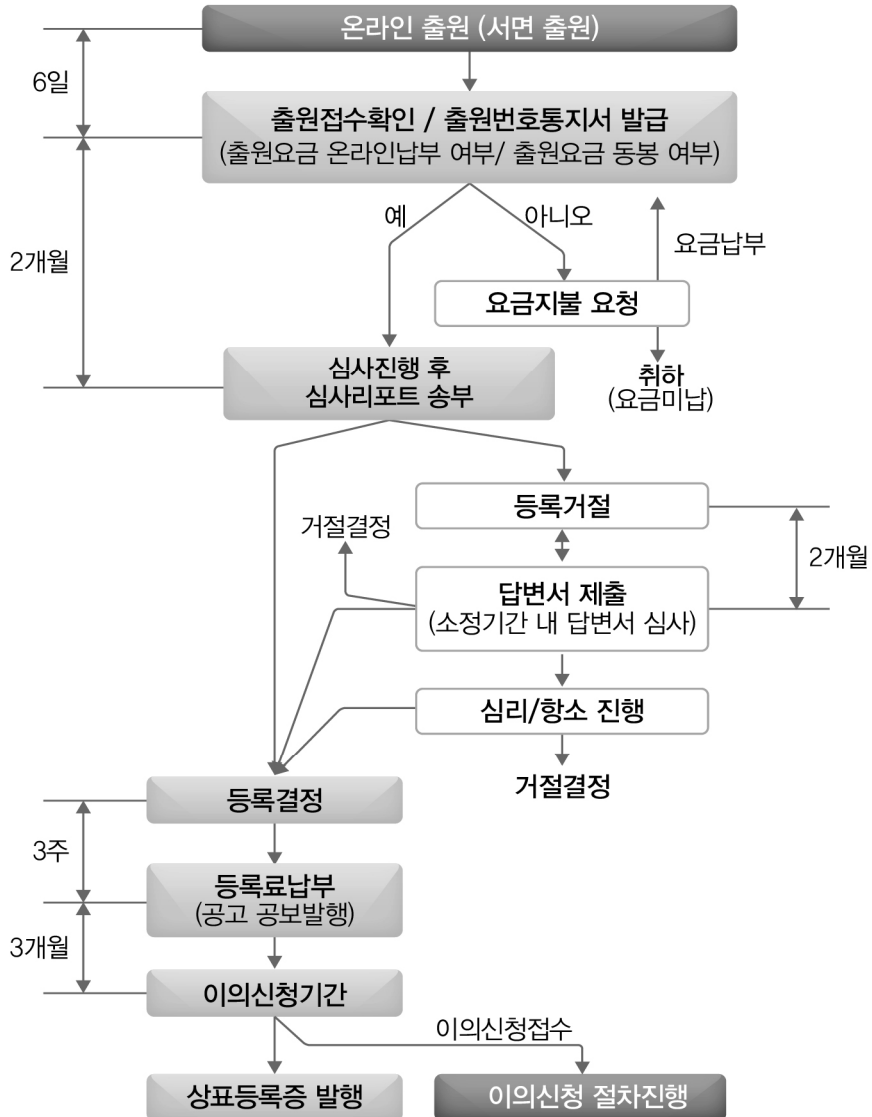 온라인 출원 (서면 출원)
6일
출원접수확인 / 출원번호통지서 발급
(출원요금 온라인납부 여부/ 출원요금 동봉 여부)
예
아니오
요금납부
2개월
요금지불 요청
심사진행 후
심사리포트 송부
취하
(요금미납)
등록거절
거절결정
2개월
답변서 제출
(소정기간 내 답변서 심사)
심리/항소 진행
거절결정
등록결정
3주
등록료납부
(공고 공보발행)
3개월
이의신청기간
이의신청접수
상표등록증 발행
이의신청 절차진행